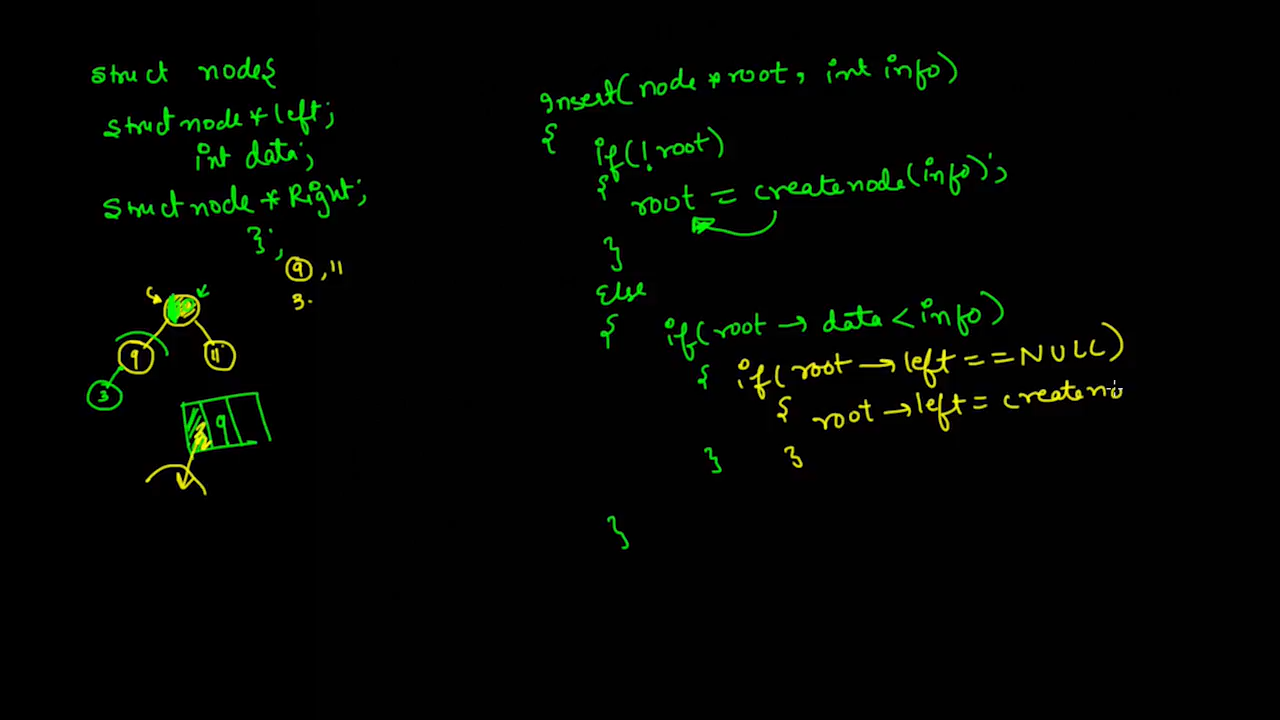 struct node{
struct node * left;
int data;
struct node * Right;
};
9, 11
3.
9
11
3
9
Insert(node *root, int info)
{
if(!root)
{
root = createnode(info);
}
Else
{
if(root → data < info)
{ if(root → left == NULL)
{ root → left = createno
} }
}